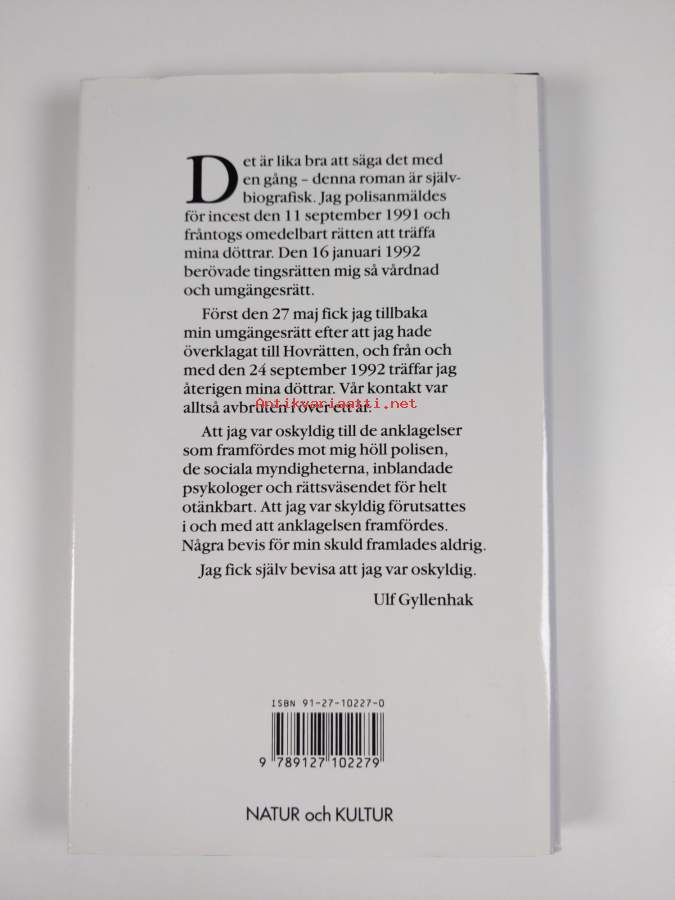 Det är lika bra att säga det med
en gång – denna roman är själv-
biografisk. Jag polisanmäldes
för incest den 11 september 1991 och
fråntogs omedelbart rätten att träffa
mina döttrar. Den 16 januari 1992
berövade tingsrätten mig så vårdnad
och umgängesrätt.
Först den 27 maj fick jag tillbaka
min umgängesrätt efter att jag hade
överklagat till Hovrätten, och från och
med den 24 september 1992 träffar jag
återigen mina döttrar. Vår kontakt var
alltså avbruten i över ett år.
Antikvariaatti.net
Att jag var oskyldig till de anklagelser
som framfördes mot mig höll polisen,
de sociala myndigheterna, inblandade
psykologer och rättsväsendet för helt
otänkbart. Att jag var skyldig förutsattes
i och med att anklagelsen framfördes.
Några bevis för min skuld framlades aldrig.
Jag fick själv bevisa att jag var oskyldig.
Ulf Gyllenhak
ISBN 91-27-10227-0
9 789127 102279
NATUR och KULTUR